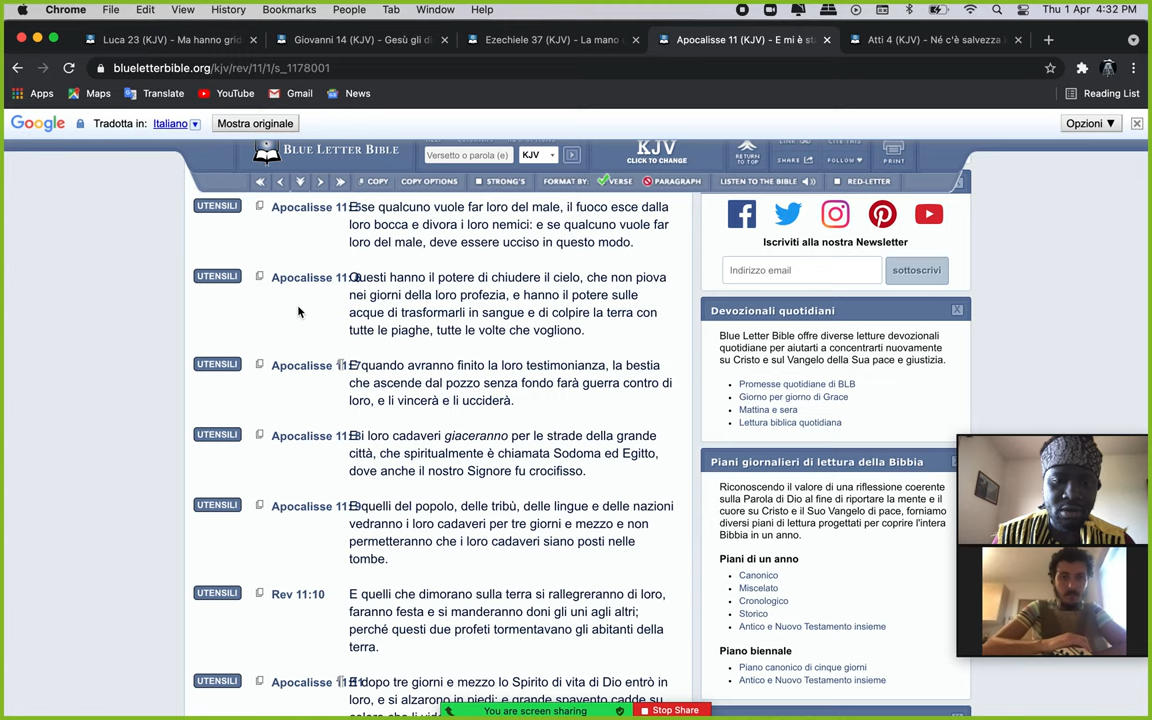 Chrome File Edit View History Bookmarks People Tab Window Help Thu 1 Apr 4:32 PM
Luca 23 (KJV) - Ma hanno grid
Giovanni 14 (KJV) - Gesù gli d
Ezechiele 37 (KJV) - La mano
Apocalisse 11 (KJV) - E mi è st
Atti 4 (KJV) - Né c'è salvezza
blueletterbible.org/kjv/rev/11/1/s_1178001
Apps Maps Translate YouTube Gmail News Reading List
Google Tradotta in: Italiano Mostra originale Opzioni ▼
BLUE LETTER BIBLE
Versetto o parola (e) KJV
KJV
CLICK TO CHANGE
RETURN
TO TOP
SHARE
FOLLOW
PRINT
COPY COPY OPTIONS STRONG'S FORMAT BY: VERSE PARAGRAPH LISTEN TO THE BIBLE RED-LETTER
UTENSILI Apocalisse 11:5 E se qualcuno vuole far loro del male, il fuoco esce dalla
loro bocca e divora i loro nemici: e se qualcuno vuole far
loro del male, deve essere ucciso in questo modo.
UTENSILI Apocalisse 11:6 Questi hanno il potere di chiudere il cielo, che non piova
nei giorni della loro profezia, e hanno il potere sulle
acque di trasformarli in sangue e di colpire la terra con
tutte le piaghe, tutte le volte che vogliono.
UTENSILI Apocalisse 11:7 E quando avranno finito la loro testimonianza, la bestia
che ascende dal pozzo senza fondo farà guerra contro di
loro, e li vincerà e li ucciderà.
UTENSILI Apocalisse 11:8 E i loro cadaveri giaceranno per le strade della grande
città, che spiritualmente è chiamata Sodoma ed Egitto,
dove anche il nostro Signore fu crocifisso.
UTENSILI Apocalisse 11:9 E quelli del popolo, delle tribù, delle lingue e delle nazioni
vedranno i loro cadaveri per tre giorni e mezzo e non
permetteranno che i loro cadaveri siano posti nelle
tombe.
UTENSILI Rev 11:10 E quelli che dimorano sulla terra si rallegreranno di loro,
faranno festa e si manderanno doni gli uni agli altri;
perché questi due profeti tormentavano gli abitanti della
terra.
UTENSILI Apocalisse 11:11 E dopo tre giorni e mezzo lo Spirito di vita di Dio entrò in
loro, e si alzarono in piedi; e grande spavento cadde su
Iscriviti alla nostra Newsletter
Indirizzo email sottoscrivi
Devozionali quotidiani
Blue Letter Bible offre diverse letture devozionali
quotidiane per aiutarti a concentrarti nuovamente
su Cristo e sul Vangelo della Sua pace e giustizia.
Promesse quotidiane di BLB
Giorno per giorno di Grace
Mattina e sera
Lettura biblica quotidiana
Piani giornalieri di lettura della Bibbia
Riconoscendo il valore di una riflessione coerente
sulla Parola di Dio al fine di riportare la mente e il
cuore su Cristo e il Suo Vangelo di pace, forniamo
diversi piani di lettura progettati per coprire l'intera
Bibbia in un anno.
Piani di un anno
Canonico
Miscelato
Cronologico
Storico
Antico e Nuovo Testamento insieme
Piano biennale
Piano canonico di cinque giorni
Antico e Nuovo Testamento insieme
You are screen sharing Stop Share